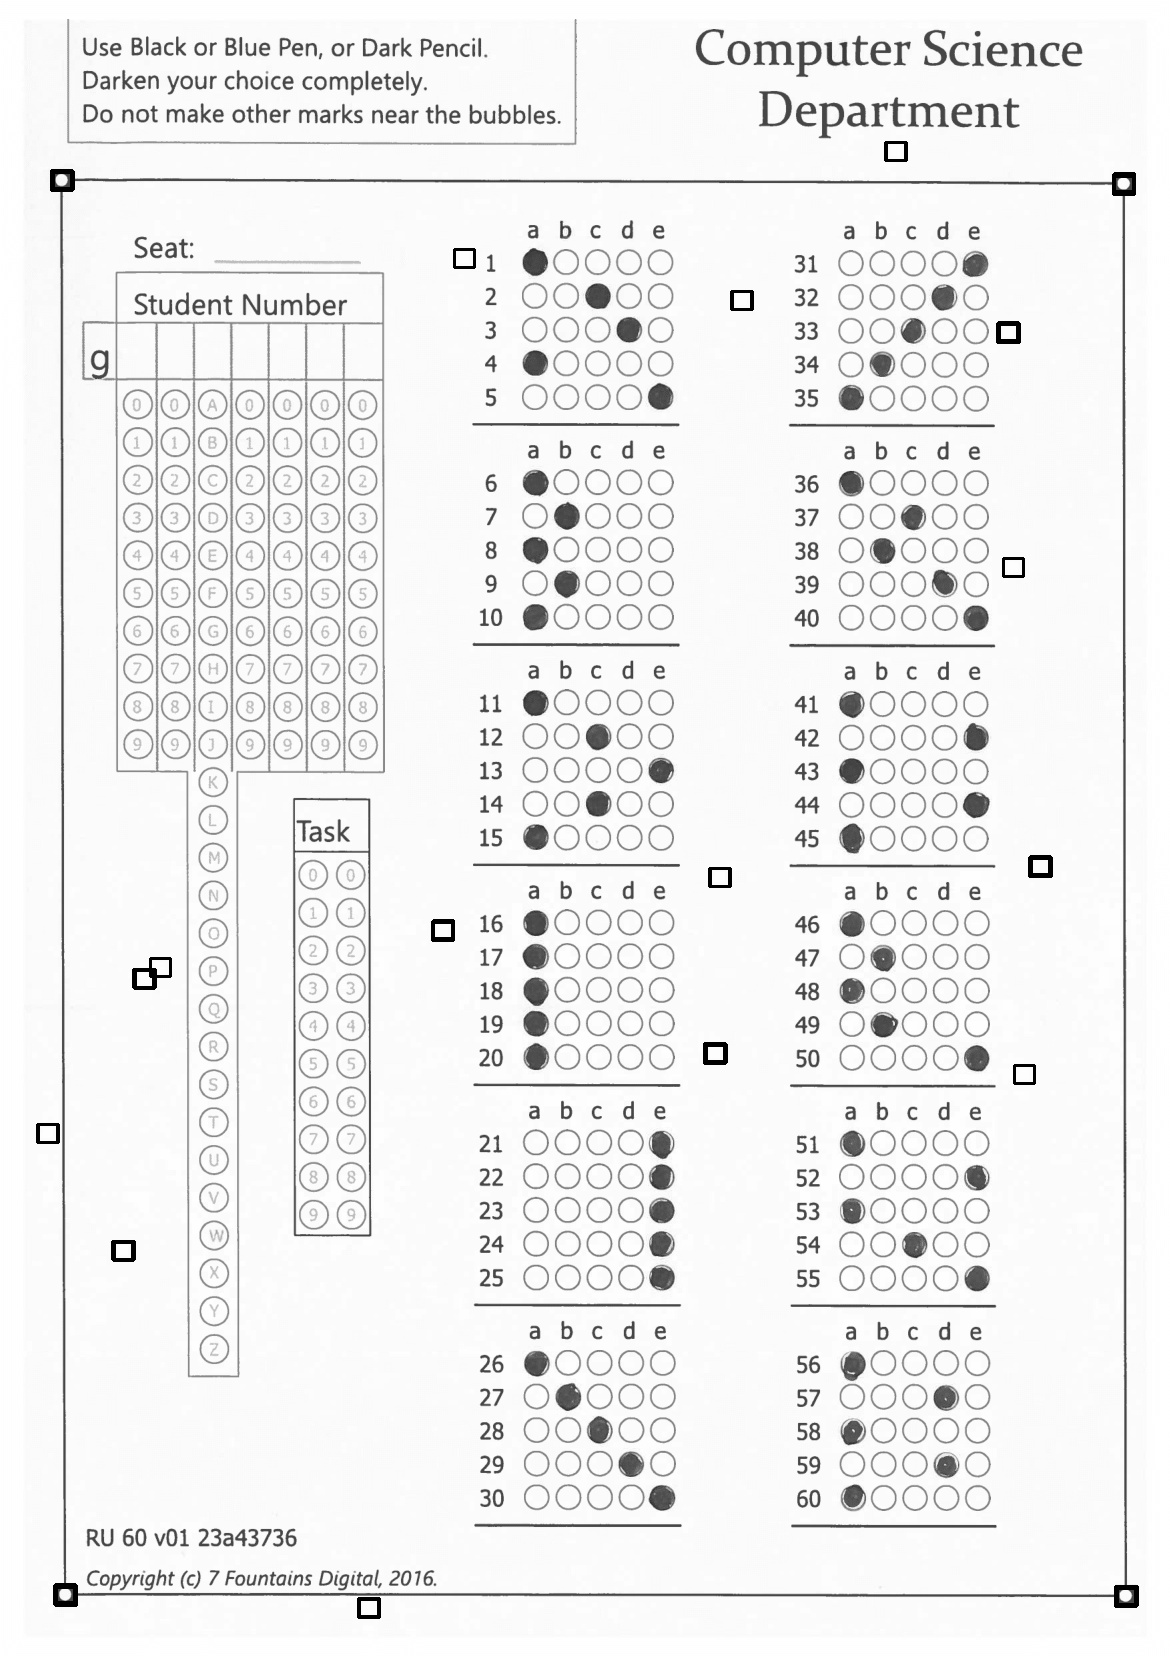 Use Black or Blue Pen, or Dark Pencil.
Darken your choice completely.
Do not make other marks near the bubbles.
Computer Science
Department
Seat:
Student Number
g
0 0 A 0 0 0 0
1 1 B 1 1 1 1
2 2 C 2 2 2 2
3 3 D 3 3 3 3
4 4 E 4 4 4 4
5 5 F 5 5 5 5
6 6 G 6 6 6 6
7 7 H 7 7 7 7
8 8 I 8 8 8 8
9 9 J 9 9 9 9
K
L
M
N
O
P
Q
R
S
T
U
V
W
X
Y
Z
Task
0 0
1 1
2 2
3 3
4 4
5 5
6 6
7 7
8 8
9 9
a b c d e
1
2
3
4
5
a b c d e
6
7
8
9
10
a b c d e
11
12
13
14
15
a b c d e
16
17
18
19
20
a b c d e
21
22
23
24
25
a b c d e
26
27
28
29
30
a b c d e
31
32
33
34
35
a b c d e
36
37
38
39
40
a b c d e
41
42
43
44
45
a b c d e
46
47
48
49
50
a b c d e
51
52
53
54
55
a b c d e
56
57
58
59
60
RU 60 v01 23a43736
Copyright (c) 7 Fountains Digital, 2016.